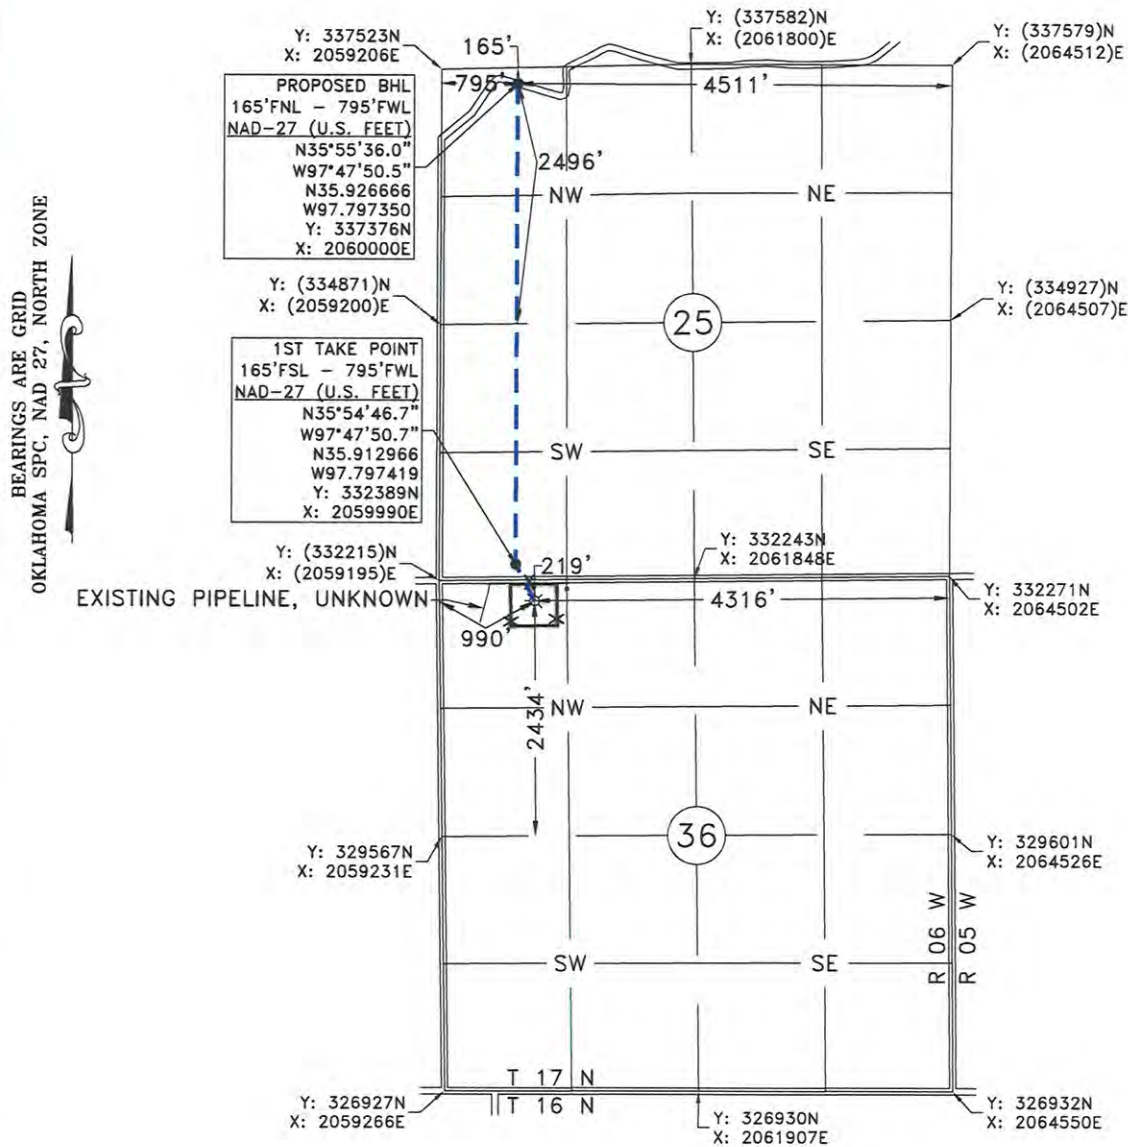 Y: (337582)N
X: (2061800)E
Y: (337579)N
X: (2064512)E
Y: 337523N
X: 2059206E
165'
795'
4511'
PROPOSED BHL
165'FNL - 795'FWL
NAD-27 (U.S. FEET)
N35°55'36.0"
W97°47'50.5"
N35.926666
W97.797350
Y: 337376N
X: 2060000E
2496'
NW
NE
BEARINGS ARE GRID
OKLAHOMA SPC, NAD 27, NORTH ZONE
Y: (334871)N
X: (2059200)E
25
Y: (334927)N
X: (2064507)E
1ST TAKE POINT
165'FSL - 795'FWL
NAD-27 (U.S. FEET)
N35°54'46.7"
W97°47'50.7"
N35.912966
W97.797419
Y: 332389N
X: 2059990E
SW
SE
Y: (332215)N
X: (2059195)E
219'
Y: 332243N
X: 2061848E
EXISTING PIPELINE, UNKNOWN
4316'
Y: 332271N
X: 2064502E
990'
2434'
NW
NE
Y: 329567N
X: 2059231E
36
Y: 329601N
X: 2064526E
R 06 W
R 05 W
SW
SE
T 17 N
T 16 N
Y: 326927N
X: 2059266E
Y: 326930N
X: 2061907E
Y: 326932N
X: 2064550E